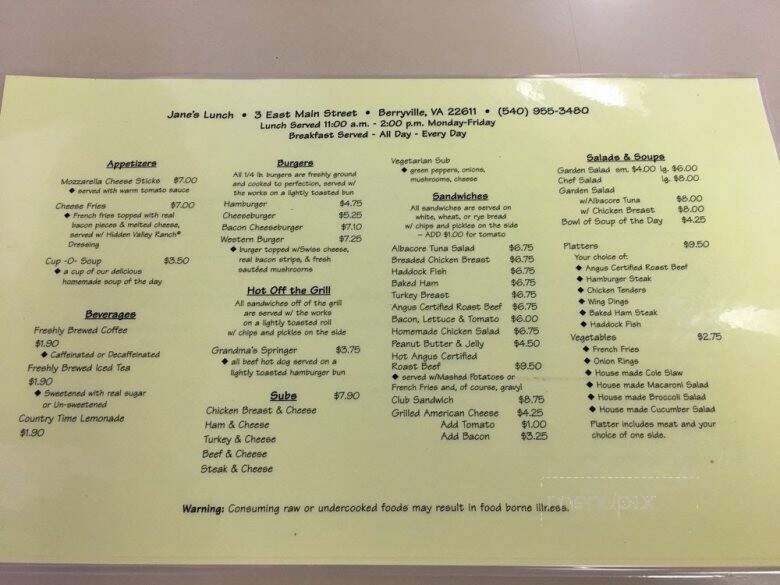 Jane's Lunch • 3 East Main Street • Berryville, VA 22611 • (540) 955-3480
Lunch Served 11:00 a.m. - 2:00 p.m. Monday-Friday
Breakfast Served - All Day - Every Day
Appetizers
Mozzarella Cheese Sticks $7.00
◆ served with warm tomato sauce
Cheese Fries $7.00
◆ French fries topped with real
bacon pieces & melted cheese,
served w/ Hidden Valley Ranch®
Dressing
Cup -O- Soup $3.50
◆ a cup of our delicious
homemade soup of the day
Beverages
Freshly Brewed Coffee
$1.90
◆ Caffeinated or Decaffeinated
Freshly Brewed Iced Tea
$1.90
◆ Sweetened with real sugar
or Un-sweetened
Country Time Lemonade
$1.90
Burgers
All 1/4 lb. burgers are freshly ground
and cooked to perfection, served w/
the works on a lightly toasted bun
Hamburger $4.75
Cheeseburger $5.25
Bacon Cheeseburger $7.10
Western Burger $7.25
◆ burger topped w/Swiss cheese,
real bacon strips, & fresh
sautéed mushrooms
Hot Off the Grill
All sandwiches off of the grill
are served w/ the works
on a lightly toasted roll
w/ chips and pickles on the side
Grandma's Springer $3.75
◆ all beef hot dog served on a
lightly toasted hamburger bun
Subs $7.90
Chicken Breast & Cheese
Ham & Cheese
Turkey & Cheese
Beef & Cheese
Steak & Cheese
Vegetarian Sub
◆ green peppers, onions,
mushrooms, cheese
Sandwiches
All sandwiches are served on
white, wheat, or rye bread
w/ chips and pickles on the side
- ADD $1.00 for tomato
Albacore Tuna Salad $6.75
Breaded Chicken Breast $6.75
Haddock Fish $6.75
Baked Ham $6.75
Turkey Breast $6.75
Angus Certified Roast Beef $6.75
Bacon, Lettuce & Tomato $6.00
Homemade Chicken Salad $6.75
Peanut Butter & Jelly $4.50
Hot Angus Certified
Roast Beef $9.50
◆ served w/Mashed Potatoes or
French Fries and, of course, gravy!
Club Sandwich $8.75
Grilled American Cheese $4.25
Add Tomato $1.00
Add Bacon $3.25
Salads & Soups
Garden Salad sm. $4.00 lg. $6.00
Chef Salad lg. $8.00
Garden Salad
w/Albacore Tuna $8.00
w/ Chicken Breast $8.00
Bowl of Soup of the Day $4.25
Platters $9.50
Your choice of:
◆ Angus Certified Roast Beef
◆ Hamburger Steak
◆ Chicken Tenders
◆ Wing Dings
◆ Baked Ham Steak
◆ Haddock Fish
Vegetables $2.75
◆ French Fries
◆ Onion Rings
◆ House made Cole Slaw
◆ House made Macaroni Salad
◆ House made Broccoli Salad
◆ House made Cucumber Salad
Platter includes meat and your
choice of one side.
Warning: Consuming raw or undercooked foods may result in food borne illness.
menupix